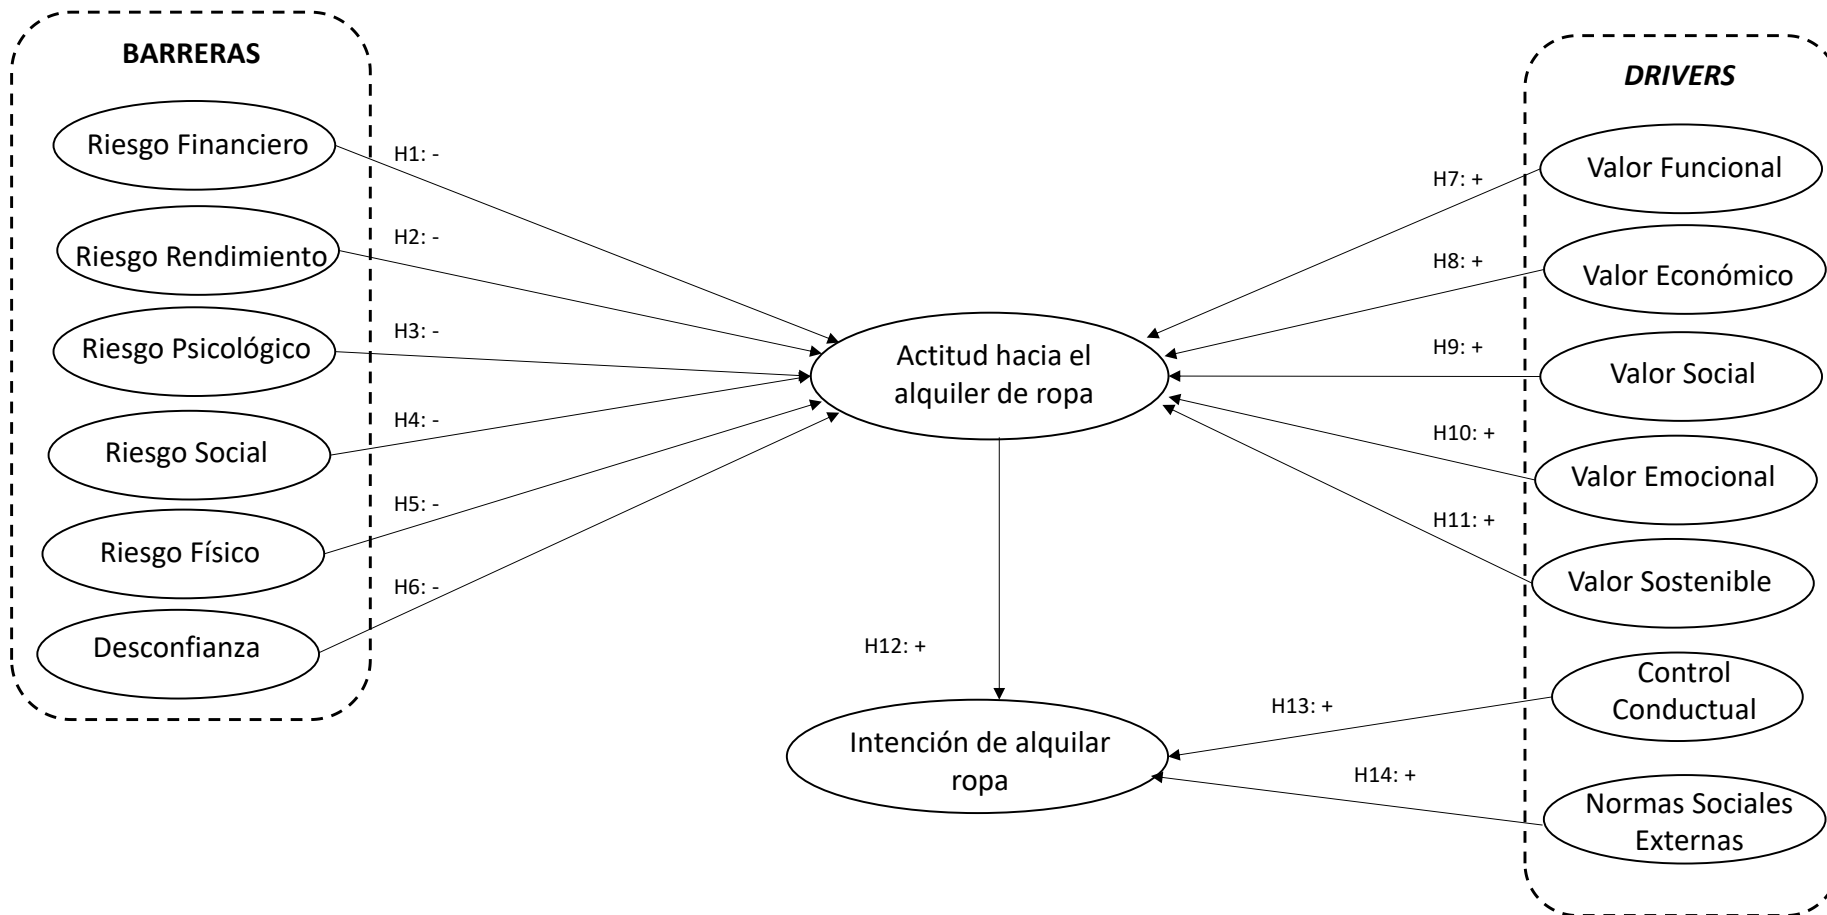 BARRERAS
Riesgo Financiero
Riesgo Rendimiento
Riesgo Psicológico
Riesgo Social
Riesgo Físico
Desconfianza
H1: -
H2: -
H3: -
H4: -
H5: -
H6: -
Actitud hacia el
alquiler de ropa
H12: +
Intención de alquilar
ropa
H7: +
H8: +
H9: +
H10: +
H11: +
H13: +
H14: +
DRIVERS
Valor Funcional
Valor Económico
Valor Social
Valor Emocional
Valor Sostenible
Control
Conductual
Normas Sociales
Externas